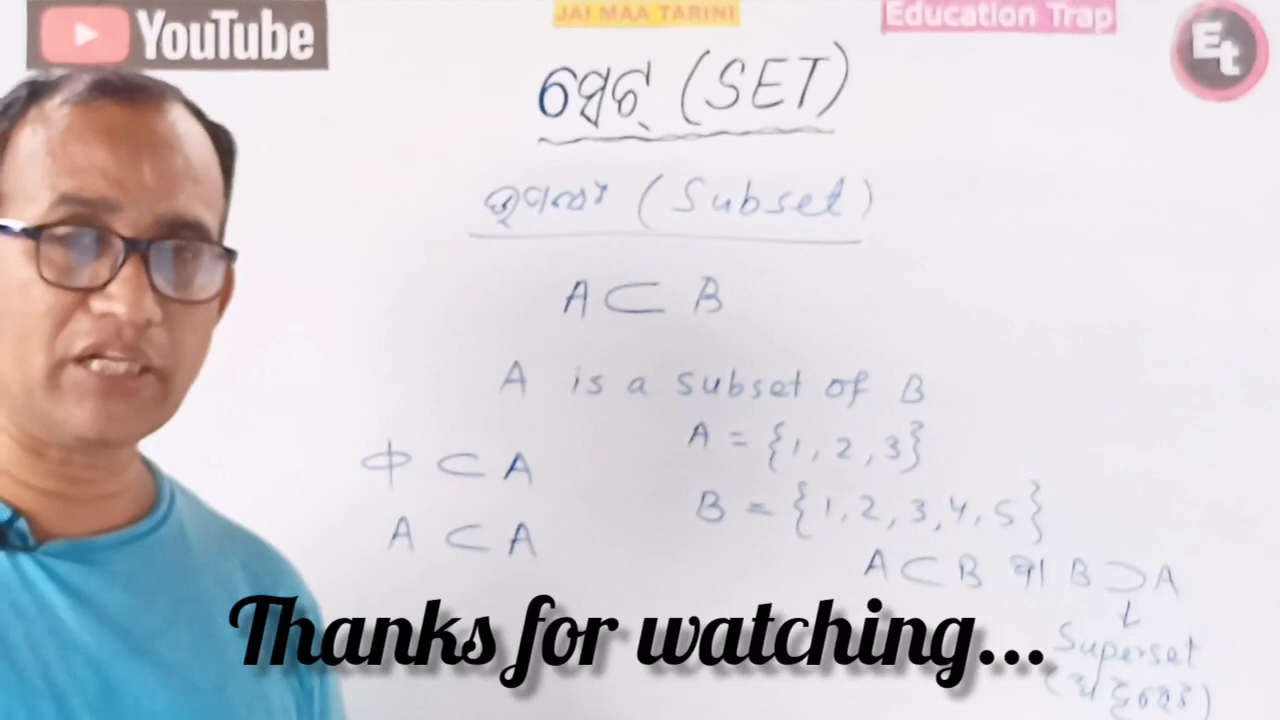 YouTube
JAI MAA TARINI
Education Trap
Et
ସେଟ୍ (SET)
(Subset)
A ⊂ B
A is a subset of B
A = {1, 2, 3}
ф ⊂ A
B = {1, 2, 3, 4, 5}
A ⊂ A
A ⊂ B ବା B ⊃ A
↓
Superset
Thanks for watching...